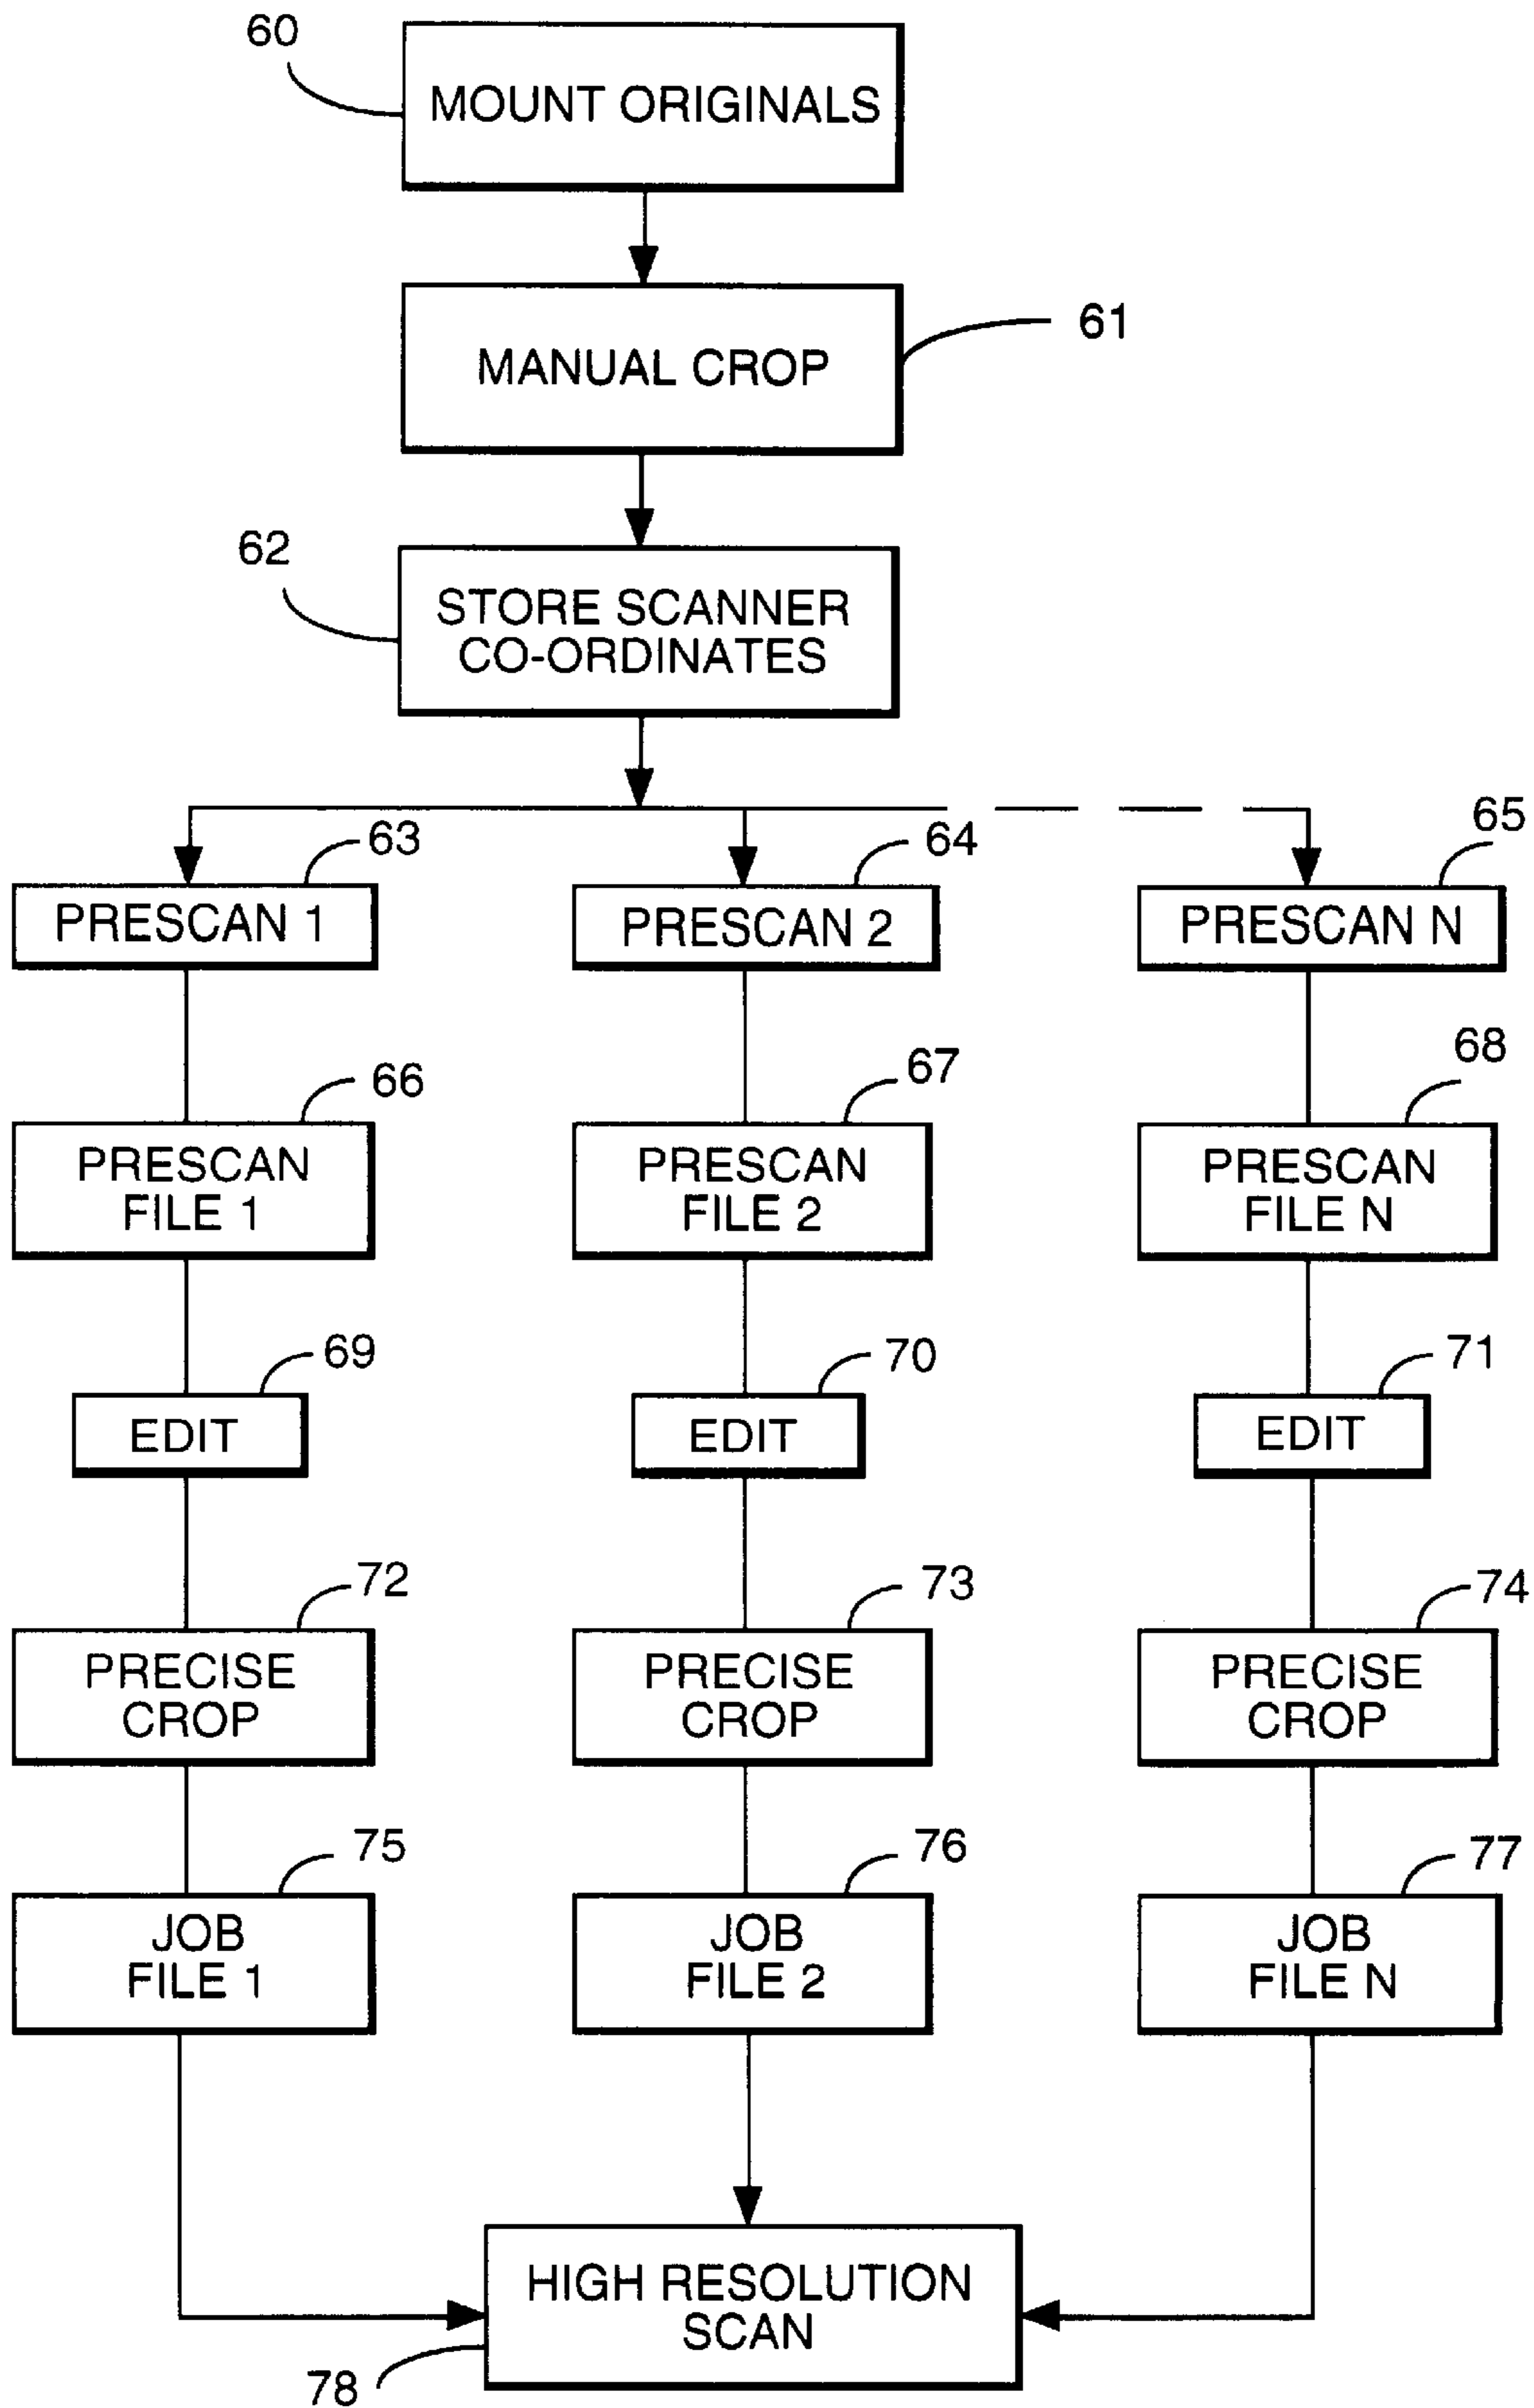 60
MOUNT ORIGINALS
61
MANUAL CROP
62
STORE SCANNER
CO-ORDINATES
63
64
65
PRESCAN 1
PRESCAN 2
PRESCAN N
66
67
68
PRESCAN
FILE 1
PRESCAN
FILE 2
PRESCAN
FILE N
69
70
71
EDIT
EDIT
EDIT
72
73
74
PRECISE
CROP
PRECISE
CROP
PRECISE
CROP
75
76
77
JOB
FILE 1
JOB
FILE 2
JOB
FILE N
HIGH RESOLUTION
SCAN
78